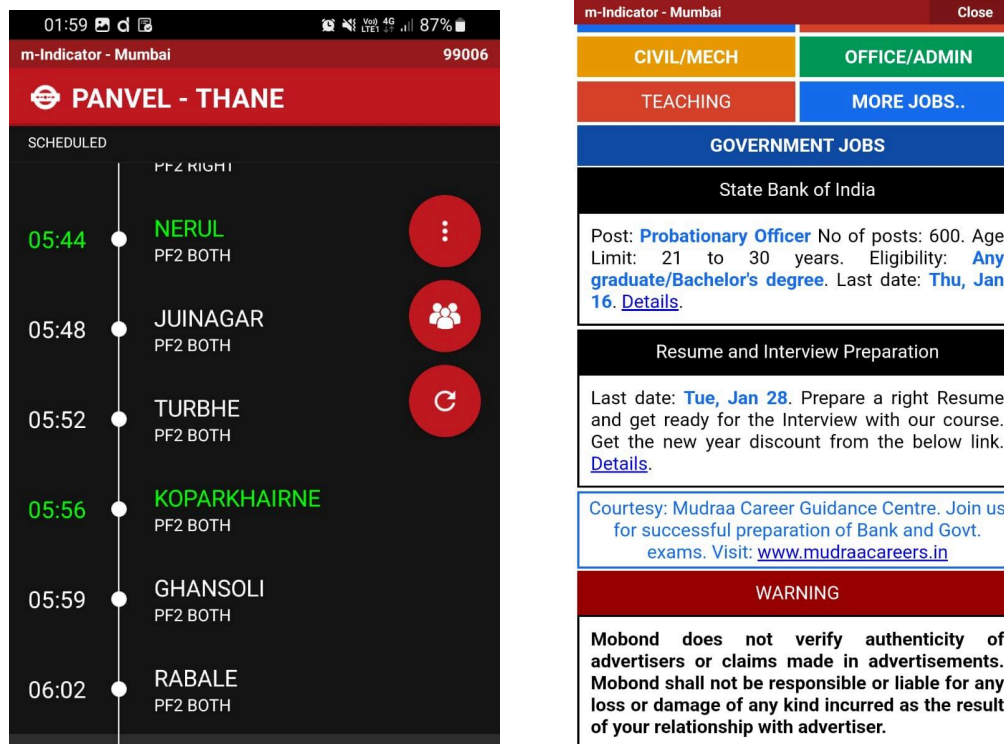 01:59 87%
m-Indicator - Mumbai 99006
PANVEL - THANE
SCHEDULED
PF2 RIGHT
05:44 NERUL
PF2 BOTH
05:48 JUINAGAR
PF2 BOTH
05:52 TURBHE
PF2 BOTH
05:56 KOPARKHAIRNE
PF2 BOTH
05:59 GHANSOLI
PF2 BOTH
06:02 RABALE
PF2 BOTH
m-Indicator - Mumbai Close
CIVIL/MECH OFFICE/ADMIN
TEACHING MORE JOBS..
GOVERNMENT JOBS
State Bank of India
Post: Probationary Officer No of posts: 600. Age
Limit: 21 to 30 years. Eligibility: Any
graduate/Bachelor's degree. Last date: Thu, Jan
16. Details.
Resume and Interview Preparation
Last date: Tue, Jan 28. Prepare a right Resume
and get ready for the Interview with our course.
Get the new year discount from the below link.
Details.
Courtesy: Mudraa Career Guidance Centre. Join us
for successful preparation of Bank and Govt.
exams. Visit: www.mudraacareers.in
WARNING
Mobond does not verify authenticity of
advertisers or claims made in advertisements.
Mobond shall not be responsible or liable for any
loss or damage of any kind incurred as the result
of your relationship with advertiser.